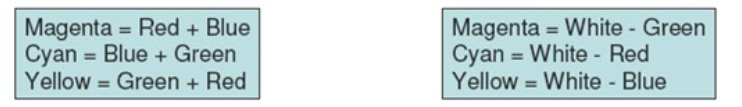 Magenta = Red + Blue
Cyan = Blue + Green
Yellow = Green + Red
Magenta = White - Green
Cyan = White - Red
Yellow = White - Blue